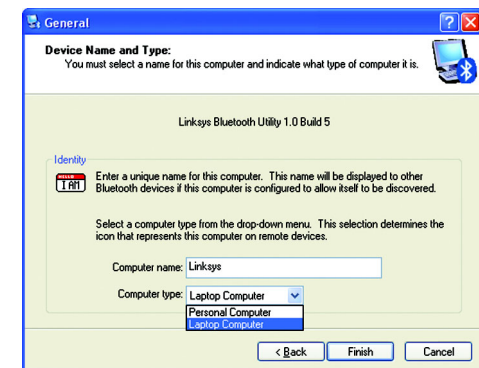 General
Device Name and Type:
You must select a name for this computer and indicate what type of computer it is.
Linksys Bluetooth Utility 1.0 Build 5
Identity
HELLO
I AM
Enter a unique name for this computer. This name will be displayed to other
Bluetooth devices if this computer is configured to allow itself to be discovered.
Select a computer type from the drop-down menu. This selection determines the
icon that represents this computer on remote devices.
Computer name: Linksys
Computer type: Laptop Computer
Personal Computer
Laptop Computer
< Back Finish Cancel